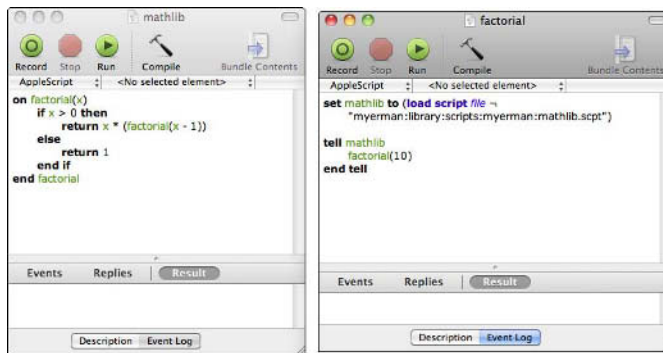 mathlib
Record Stop Run Compile Bundle Contents
AppleScript <No selected element>
on factorial(x)
if x > 0 then
return x * (factorial(x - 1))
else
return 1
end if
end factorial
Events Replies Result
Description Event Log
factorial
Record Stop Run Compile Bundle Contents
AppleScript <No selected element>
set mathlib to (load script file ¬
"myerman:library:scripts:myerman:mathlib.scpt")
tell mathlib
factorial(10)
end tell
Events Replies Result
Description Event Log